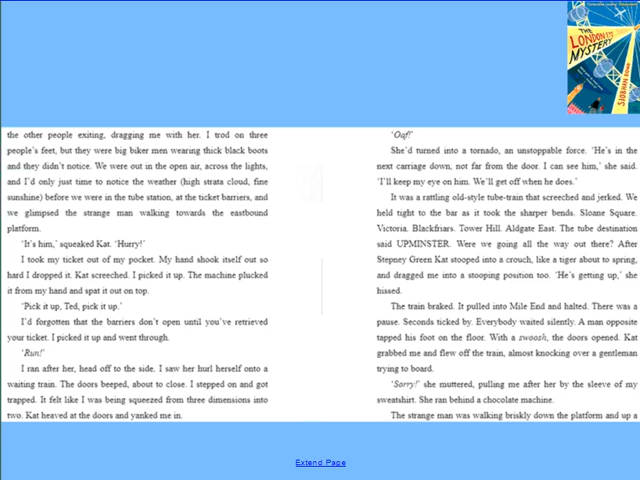 THE
LONDON EYE
MYSTERY
SIOBHAN DOWD
the other people exiting, dragging me with her. I trod on three
people's feet, but they were big biker men wearing thick black boots
and they didn't notice. We were out in the open air, across the lights,
and I'd only just time to notice the weather (high strata cloud, fine
sunshine) before we were in the tube station, at the ticket barriers, and
we glimpsed the strange man walking towards the eastbound
platform.
'It's him,' squeaked Kat. 'Hurry!'
I took my ticket out of my pocket. My hand shook itself out so
hard I dropped it. Kat screeched. I picked it up. The machine plucked
it from my hand and spat it out on top.
'Pick it up, Ted, pick it up.'
I'd forgotten that the barriers don't open until you've retrieved
your ticket. I picked it up and went through.
'Run!'
I ran after her, head off to the side. I saw her hurl herself onto a
waiting train. The doors beeped, about to close. I stepped on and got
trapped. It felt like I was being squeezed from three dimensions into
two. Kat heaved at the doors and yanked me in.
'Oaf!'
She'd turned into a tornado, an unstoppable force. 'He's in the
next carriage down, not far from the door. I can see him,' she said.
'I'll keep my eye on him. We'll get off when he does.'
It was a rattling old-style tube-train that screeched and jerked. We
held tight to the bar as it took the sharper bends. Sloane Square.
Victoria. Blackfriars. Tower Hill. Aldgate East. The tube destination
said UPMINSTER. Were we going all the way out there? After
Stepney Green Kat stooped into a crouch, like a tiger about to spring,
and dragged me into a stooping position too. 'He's getting up,' she
hissed.
The train braked. It pulled into Mile End and halted. There was a
pause. Seconds ticked by. Everybody waited silently. A man opposite
tapped his foot on the floor. With a swoosh, the doors opened. Kat
grabbed me and flew off the train, almost knocking over a gentleman
trying to board.
'Sorry!' she muttered, pulling me after her by the sleeve of my
sweatshirt. She ran behind a chocolate machine.
The strange man was walking briskly down the platform and up a
Extend Page